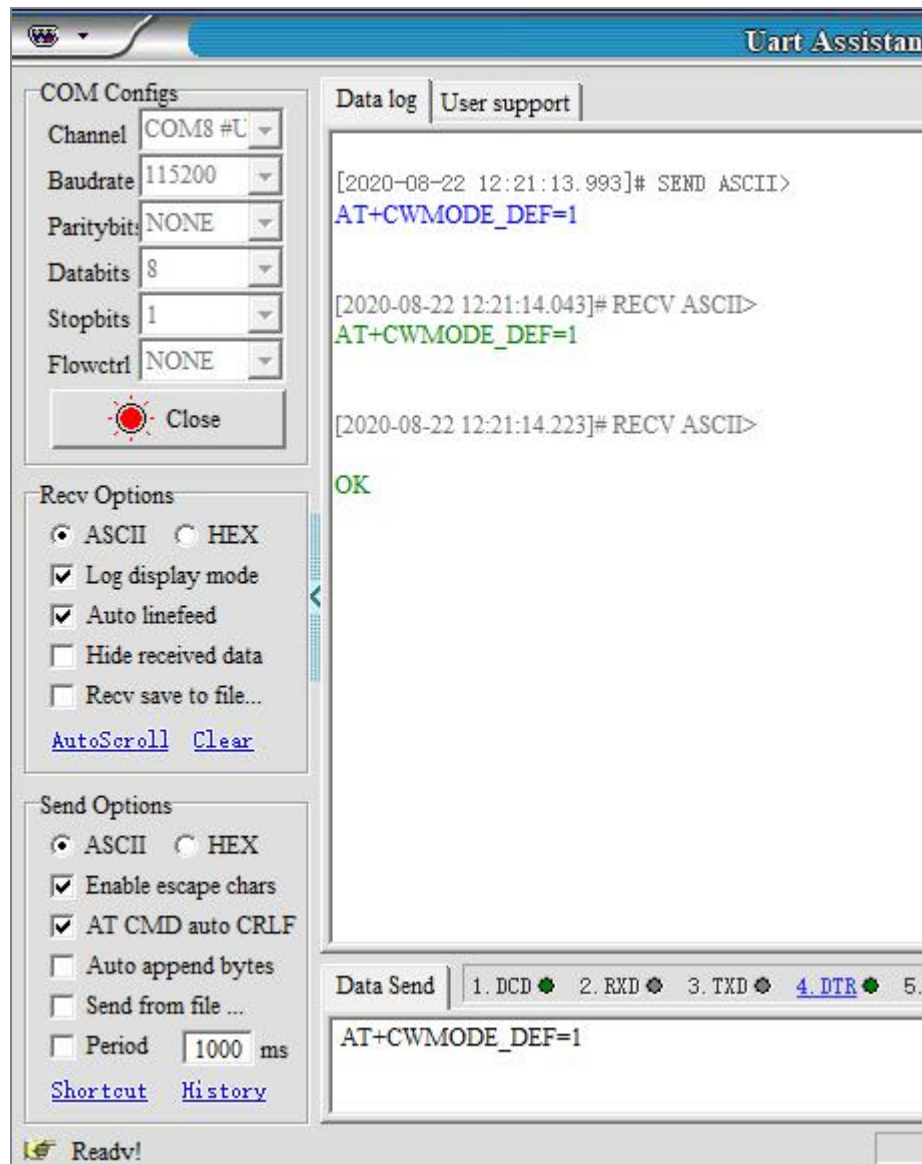 Uart Assistan
COM Configs
Channel COM8 #U
Baudrate 115200
Paritybit: NONE
Databits 8
Stopbits 1
Flowctrl NONE
Close
Recv Options
ASCII HEX
Log display mode
Auto linefeed
Hide received data
Recv save to file...
AutoScroll Clear
Send Options
ASCII HEX
Enable escape chars
AT CMD auto CRLF
Auto append bytes
Send from file ...
Period 1000 ms
Shortcut History
Ready!
Data log User support
[2020-08-22 12:21:13.993]# SEND ASCII>
AT+CWMODE_DEF=1
[2020-08-22 12:21:14.043]# RECV ASCII>
AT+CWMODE_DEF=1
[2020-08-22 12:21:14.223]# RECV ASCII>
OK
Data Send 1. DCD 2. RXD 3. TXD 4. DTR 5.
AT+CWMODE_DEF=1